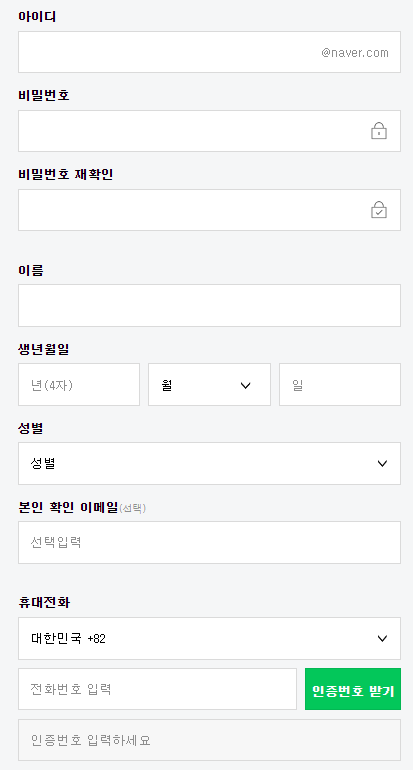 아이디
@naver.com
비밀번호
비밀번호 재확인
이름
생년월일
년(4자) 월 일
성별
성별
본인 확인 이메일(선택)
선택입력
휴대전화
대한민국 +82
전화번호 입력 인증번호 받기
인증번호 입력하세요